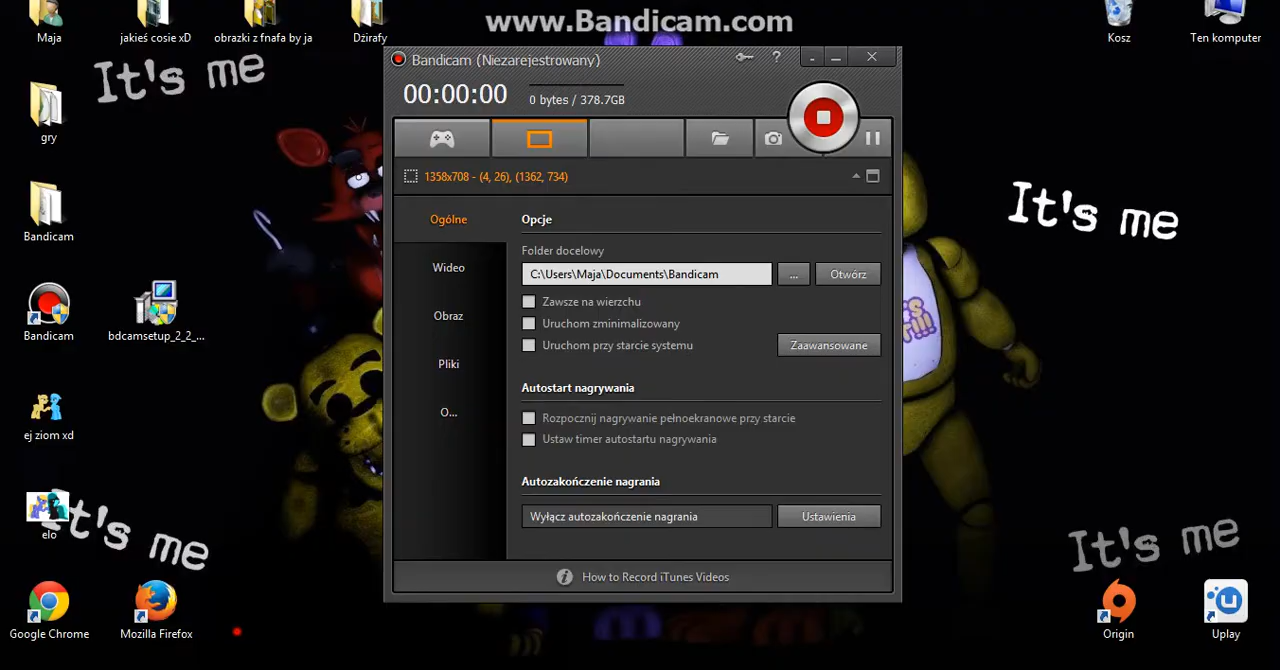 www.Bandicam.com
Maja
jakieś cosie xD
obrazki z fnafa by ja
Dzirafy
Kosz
Ten komputer
It's me
gry
Bandicam
Bandicam
bdcamsetup_2_2_...
ej ziom xd
It's me
elo
Google Chrome
Mozilla Firefox
Bandicam (Niezarejestrowany)
?
00:00:00
0 bytes / 378.7GB
1358x708 - (4, 26), (1362, 734)
Ogólne
Wideo
Obraz
Pliki
O...
Opcje
Folder docelowy
C:\Users\Maja\Documents\Bandicam
...
Otwórz
Zawsze na wierzchu
Uruchom zminimalizowany
Uruchom przy starcie systemu
Zaawansowane
Autostart nagrywania
Rozpocznij nagrywanie pełnoekranowe przy starcie
Ustaw timer autostartu nagrywania
Autozakończenie nagrania
Wyłącz autozakończenie nagrania
Ustawienia
How to Record iTunes Videos
It's me
It's me
Origin
Uplay